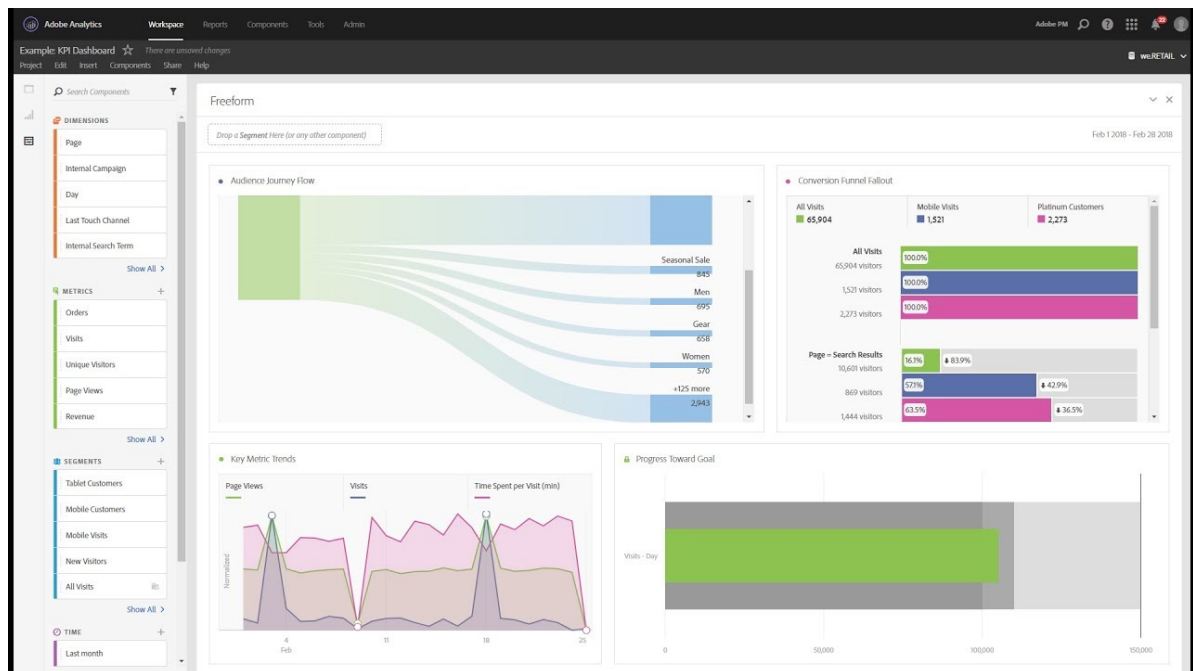 Adobe Analytics Workspace Reports Components Tools Admin Adobe PM 22
Example: KPI Dashboard There are unsaved changes
Project Edit Insert Components Share Help we.RETAIL
Search Components
DIMENSIONS
Page
Internal Campaign
Day
Last Touch Channel
Internal Search Term
Show All >
METRICS +
Orders
Visits
Unique Visitors
Page Views
Revenue
Show All >
SEGMENTS +
Tablet Customers
Mobile Customers
Mobile Visits
New Visitors
All Visits
Show All >
TIME +
Last month
Freeform
Drop a Segment Here (or any other component) Feb 1 2018 - Feb 28 2018
Audience Journey Flow
Seasonal Sale
845
Men
695
Gear
658
Women
570
+125 more
2,943
Conversion Funnel Fallout
All Visits Mobile Visits Platinum Customers
65,904 1,521 2,273
All Visits
65,904 visitors 100.0%
1,521 visitors 100.0%
2,273 visitors 100.0%
Page = Search Results
10,601 visitors 16.1% 83.9%
869 visitors 57.1% 42.9%
1,444 visitors 63.5% 36.5%
Key Metric Trends
Page Views Visits Time Spent per Visit (min)
Normalized
4 11 18 25
Feb
Progress Toward Goal
Visits - Day
0 50,000 100,000 150,000